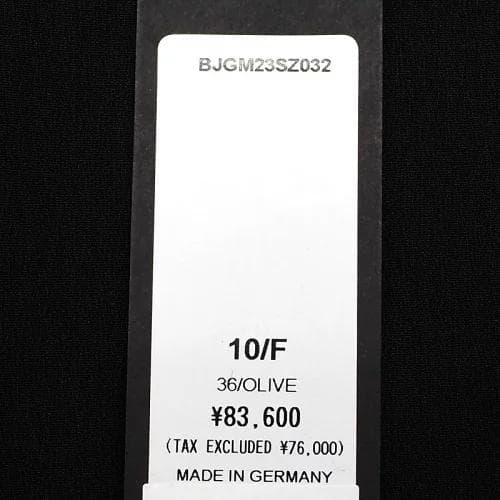 BJGM23SZ032
10/F
36/OLIVE
¥83,600
(TAX EXCLUDED ¥76,000)
MADE IN GERMANY